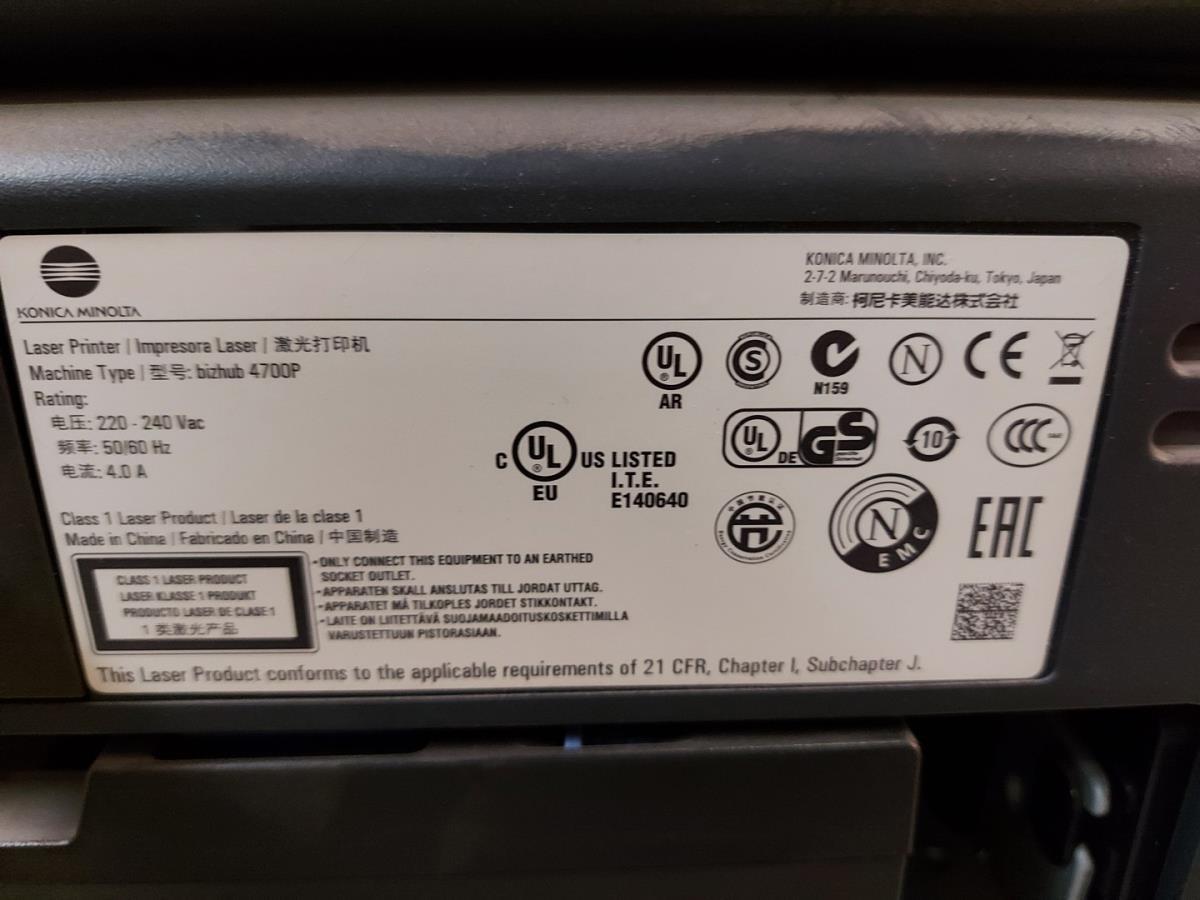 KONICA MINOLTA
KONICA MINOLTA, INC.
2-7-2 Marunouchi, Chiyoda-ku, Tokyo, Japan
制造商: 柯尼卡美能达株式会社
Laser Printer | Impresora Laser | 激光打印机
Machine Type | 型号: bizhub 4700P
Rating:
电压: 220 - 240 Vac
频率: 50/60 Hz
电流: 4.0 A
UL
®
AR
S
N159
N
CE
C UL US LISTED
®
EU
I.T.E.
E140640
UL
®
DE
GS
geprüfte
Sicherheit
10
CCC
N
EMC
EAC
Class 1 Laser Product | Laser de la clase 1
Made in China | Fabricado en China | 中国制造
CLASS 1 LASER PRODUCT
LASER KLASSE 1 PRODUKT
PRODUCTO LASER DE CLASE 1
1 类激光产品
•ONLY CONNECT THIS EQUIPMENT TO AN EARTHED
SOCKET OUTLET.
•APPARATEN SKALL ANSLUTAS TILL JORDAT UTTAG.
•APPARATET MÅ TILKOPLES JORDET STIKKONTAKT.
•LAITE ON LIITETTÄVÄ SUOJAMAADOITUSKOSKETTIMILLA
VARUSTETTUUN PISTORASIAAN.
This Laser Product conforms to the applicable requirements of 21 CFR, Chapter I, Subchapter J.